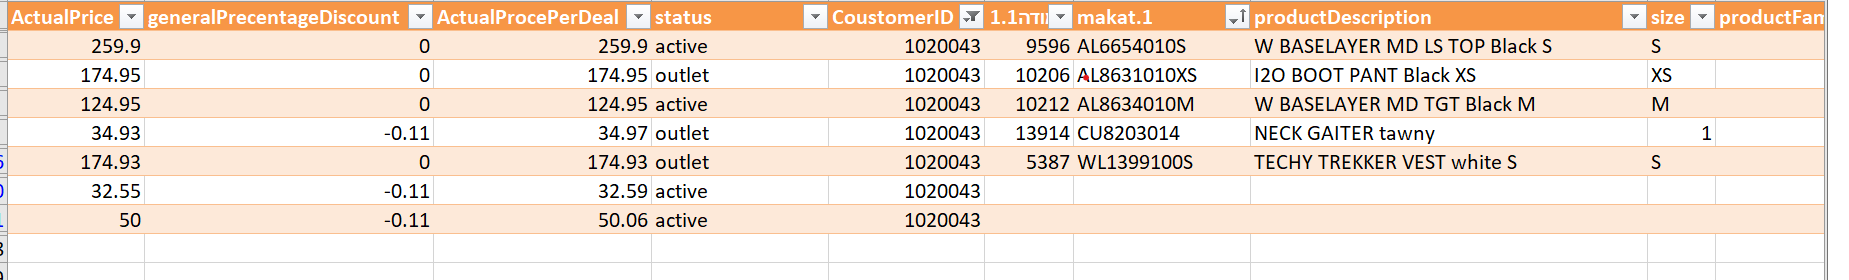 ActualPrice generalPrecentageDiscount ActualProcePerDeal status CoustomerID מודה1.1 makat.1 productDescription size productFam
259.9 0 259.9 active 1020043 9596 AL6654010S W BASELAYER MD LS TOP Black S S
174.95 0 174.95 outlet 1020043 10206 AL8631010XS I2O BOOT PANT Black XS XS
124.95 0 124.95 active 1020043 10212 AL8634010M W BASELAYER MD TGT Black M M
34.93 -0.11 34.97 outlet 1020043 13914 CU8203014 NECK GAITER tawny 1
174.93 0 174.93 outlet 1020043 5387 WL1399100S TECHY TREKKER VEST white S S
32.55 -0.11 32.59 active 1020043
50 -0.11 50.06 active 1020043